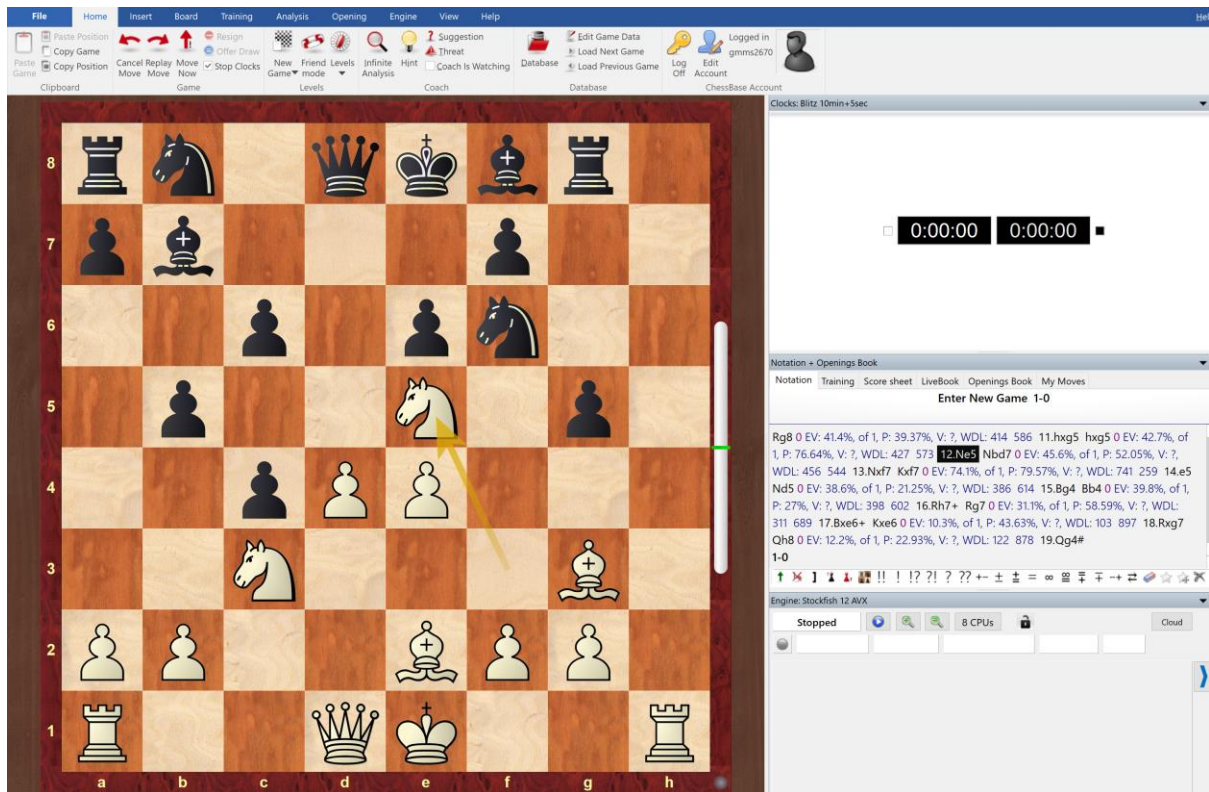 File Home Insert Board Training Analysis Opening Engine View Help
Paste Position Resign Suggestion Edit Game Data Logged in
Copy Game Offer Draw Threat Load Next Game gmms2670
Paste Game Copy Position Cancel Move Replay Move Move Now Stop Clocks New Game Friend mode Levels Infinite Analysis Hint Coach Is Watching Database Load Previous Game Log Off Edit Account
Clipboard Game Levels Coach Database ChessBase Account
Clocks: Blitz 10min+5sec
0:00:00 0:00:00
8
7
6
5
4
3
2
1
a b c d e f g h
Notation + Openings Book
Notation Training Score sheet LiveBook Openings Book My Moves
Enter New Game 1-0
Rg8 0 EV: 41.4%, of 1, P: 39.37%, V: ?, WDL: 414 586 11.hxg5 hxg5 0 EV: 42.7%, of
1, P: 76.64%, V: ?, WDL: 427 573 12.Ne5 Nbd7 0 EV: 45.6%, of 1, P: 52.05%, V: ?,
WDL: 456 544 13.Nxf7 Kxf7 0 EV: 74.1%, of 1, P: 79.57%, V: ?, WDL: 741 259 14.e5
Nd5 0 EV: 38.6%, of 1, P: 21.25%, V: ?, WDL: 386 614 15.Bg4 Bb4 0 EV: 39.8%, of 1,
P: 27%, V: ?, WDL: 398 602 16.Rh7+ Rg7 0 EV: 31.1%, of 1, P: 58.59%, V: ?, WDL:
311 689 17.Bxe6+ Kxe6 0 EV: 10.3%, of 1, P: 43.63%, V: ?, WDL: 103 897 18.Rxg7
Qh8 0 EV: 12.2%, of 1, P: 22.93%, V: ?, WDL: 122 878 19.Qg4#
1-0
!! ! !? ?! ? ?? +- ± ⩲ = ∞ ⩱ ∓ -+
Engine: Stockfish 12 AVX
Stopped 8 CPUs Cloud